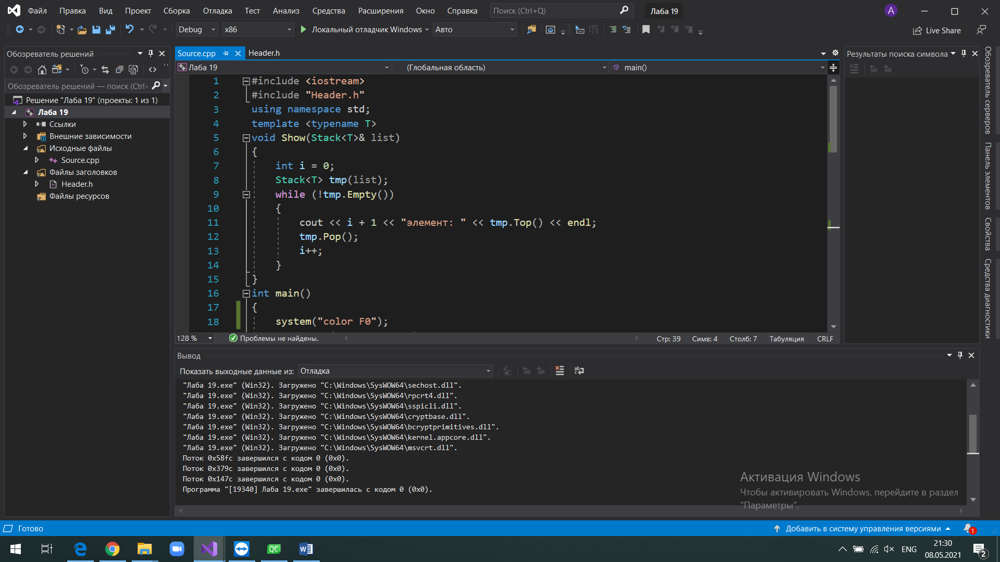 Файл Правка Вид Проект Сборка Отладка Тест Анализ Средства Расширения Окно Справка Поиск (Ctrl+Q) Лаба 19 A
Debug x86 Локальный отладчик Windows Авто Live Share
Обозреватель решений
Обозреватель решений — поиск (Ctrl+
Решение "Лаба 19" (проекты: 1 из 1)
Лаба 19
Ссылки
Внешние зависимости
Исходные файлы
Source.cpp
Файлы заголовков
Header.h
Файлы ресурсов
Source.cpp Header.h
Лаба 19 (Глобальная область) main()
1 #include <iostream>
2 #include "Header.h"
3 using namespace std;
4 template <typename T>
5 void Show(Stack<T>& list)
6 {
7 int i = 0;
8 Stack<T> tmp(list);
9 while (!tmp.Empty())
10 {
11 cout << i + 1 << "элемент: " << tmp.Top() << endl;
12 tmp.Pop();
13 i++;
14 }
15 }
16 int main()
17 {
18 system("color F0");
128 % Проблемы не найдены. Стр: 39 Симв: 4 Столб: 7 Табуляция CRLF
Результаты поиска символа
Обозреватель серверов
Панель элементов
Свойства
Средства диагностики
Вывод
Показать выходные данные из: Отладка
"Лаба 19.exe" (Win32). Загружено "C:\Windows\SysWOW64\sechost.dll".
"Лаба 19.exe" (Win32). Загружено "C:\Windows\SysWOW64\rpcrt4.dll".
"Лаба 19.exe" (Win32). Загружено "C:\Windows\SysWOW64\sspicli.dll".
"Лаба 19.exe" (Win32). Загружено "C:\Windows\SysWOW64\cryptbase.dll".
"Лаба 19.exe" (Win32). Загружено "C:\Windows\SysWOW64\bcryptprimitives.dll".
"Лаба 19.exe" (Win32). Загружено "C:\Windows\SysWOW64\kernel.appcore.dll".
"Лаба 19.exe" (Win32). Загружено "C:\Windows\SysWOW64\msvcrt.dll".
Поток 0x58fc завершился с кодом 0 (0x0).
Поток 0x379c завершился с кодом 0 (0x0).
Поток 0x147c завершился с кодом 0 (0x0).
Программа "[19340] Лаба 19.exe" завершилась с кодом 0 (0x0).
Активация Windows
Чтобы активировать Windows, перейдите в раздел
"Параметры".
Готово Добавить в систему управления версиями 1
QC ENG 21:30
08.05.2021 2